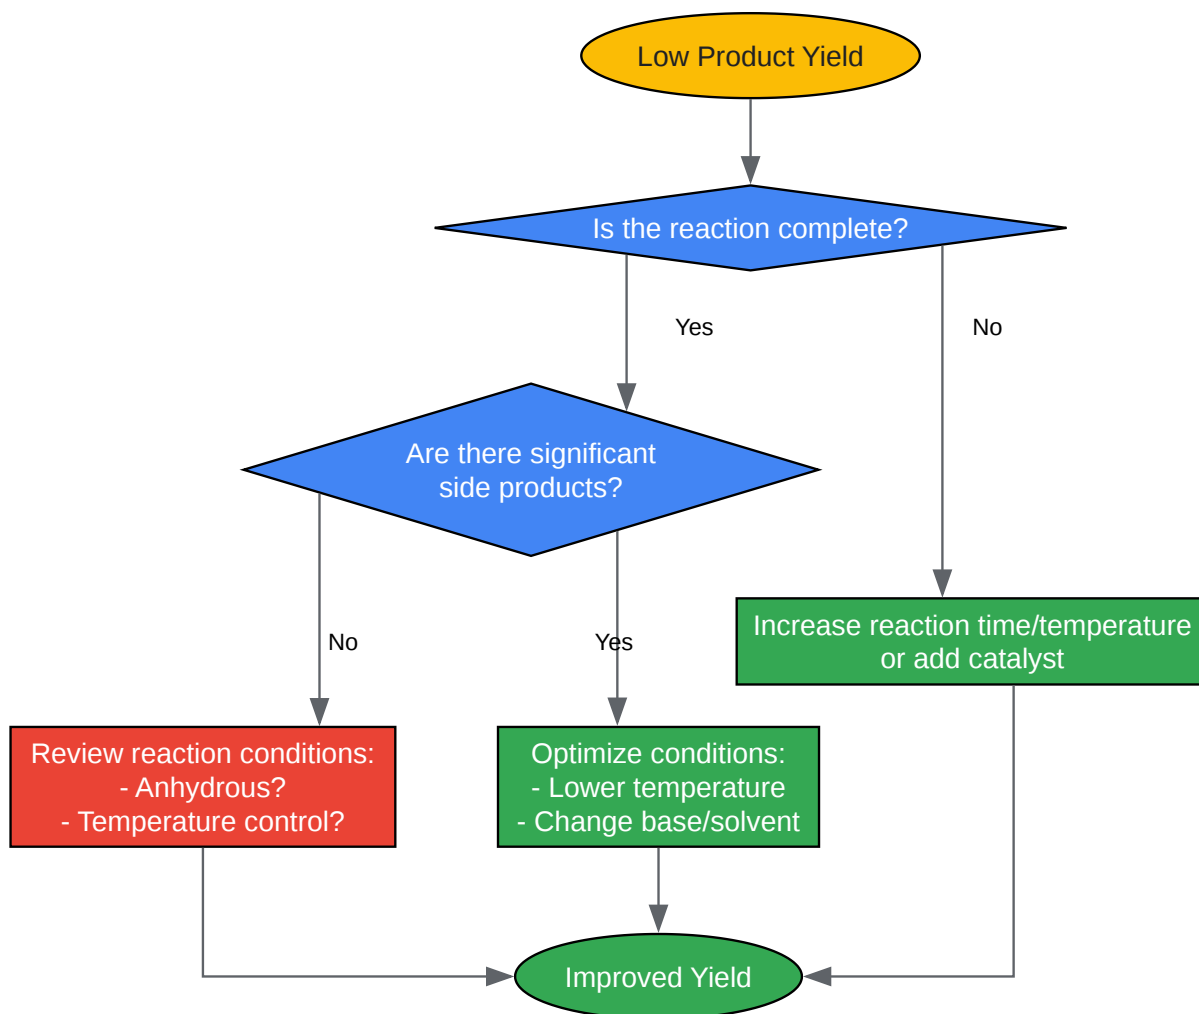 Low Product Yield
Is the reaction complete?
Yes
No
Are there significant
side products?
Increase reaction time/temperature
or add catalyst
No
Yes
Review reaction conditions:
- Anhydrous?
- Temperature control?
Optimize conditions:
- Lower temperature
- Change base/solvent
Improved Yield